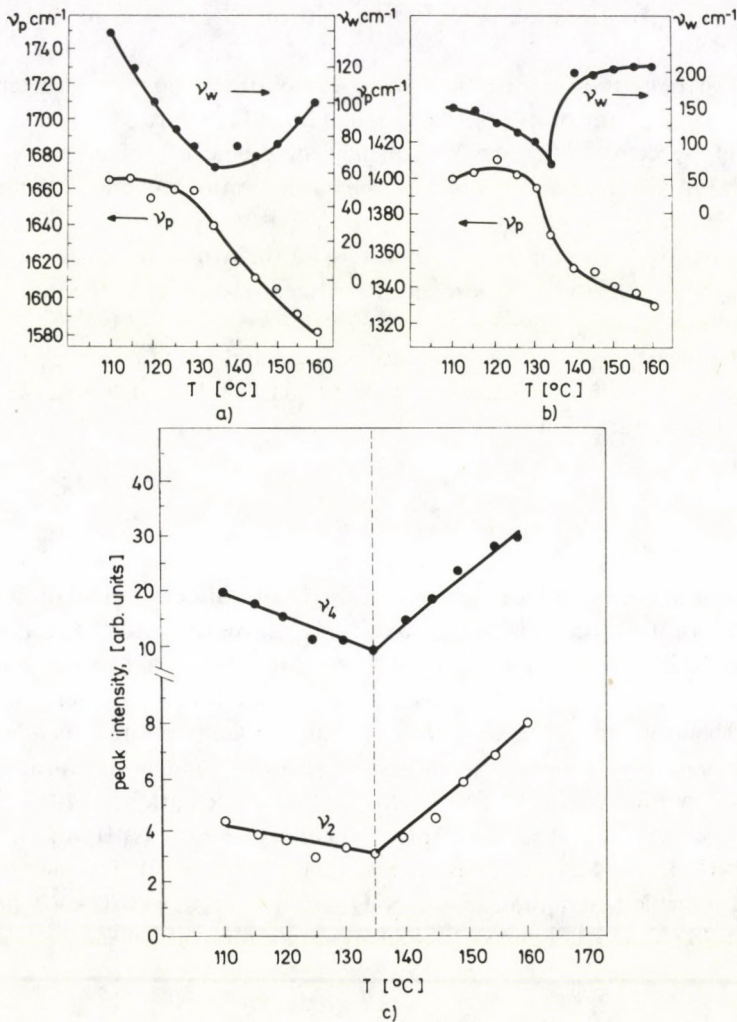 νp cm⁻¹
1740
1720
1700
1680
1660
1640
1620
1600
1580
νw cm⁻¹
120
100
80
60
40
20
0
νw
νp
110 120 130 140 150 160
T [°C]
a)
νp cm⁻¹
1420
1400
1380
1360
1340
1320
νw cm⁻¹
200
150
100
50
0
νw
νp
110 120 130 140 150 160
T [°C]
b)
peak intensity, [arb. units]
40
30
20
10
8
6
4
2
0
ν4
ν2
110 120 130 140 150 160 170
T [°C]
c)